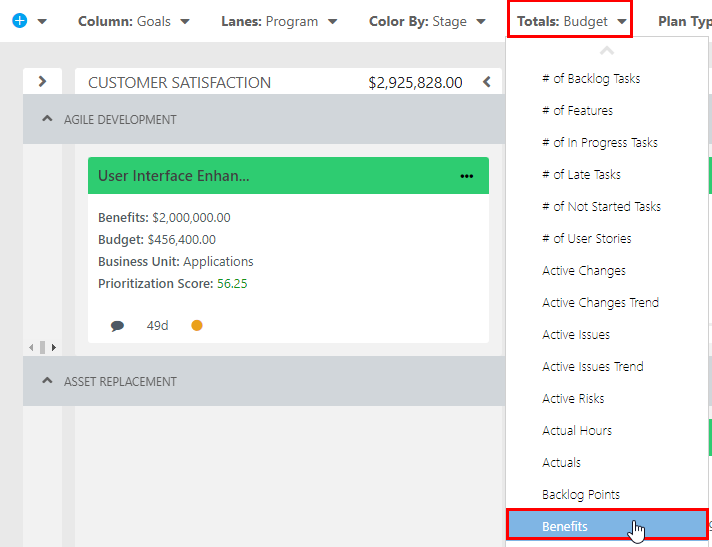 Column: Goals Lanes: Program Color By: Stage Totals: Budget Plan Typ
CUSTOMER SATISFACTION $2,925,828.00
AGILE DEVELOPMENT
User Interface Enhan...
Benefits: $2,000,000.00
Budget: $456,400.00
Business Unit: Applications
Prioritization Score: 56.25
49d
ASSET REPLACEMENT
# of Backlog Tasks
# of Features
# of In Progress Tasks
# of Late Tasks
# of Not Started Tasks
# of User Stories
Active Changes
Active Changes Trend
Active Issues
Active Issues Trend
Active Risks
Actual Hours
Actuals
Backlog Points
Benefits